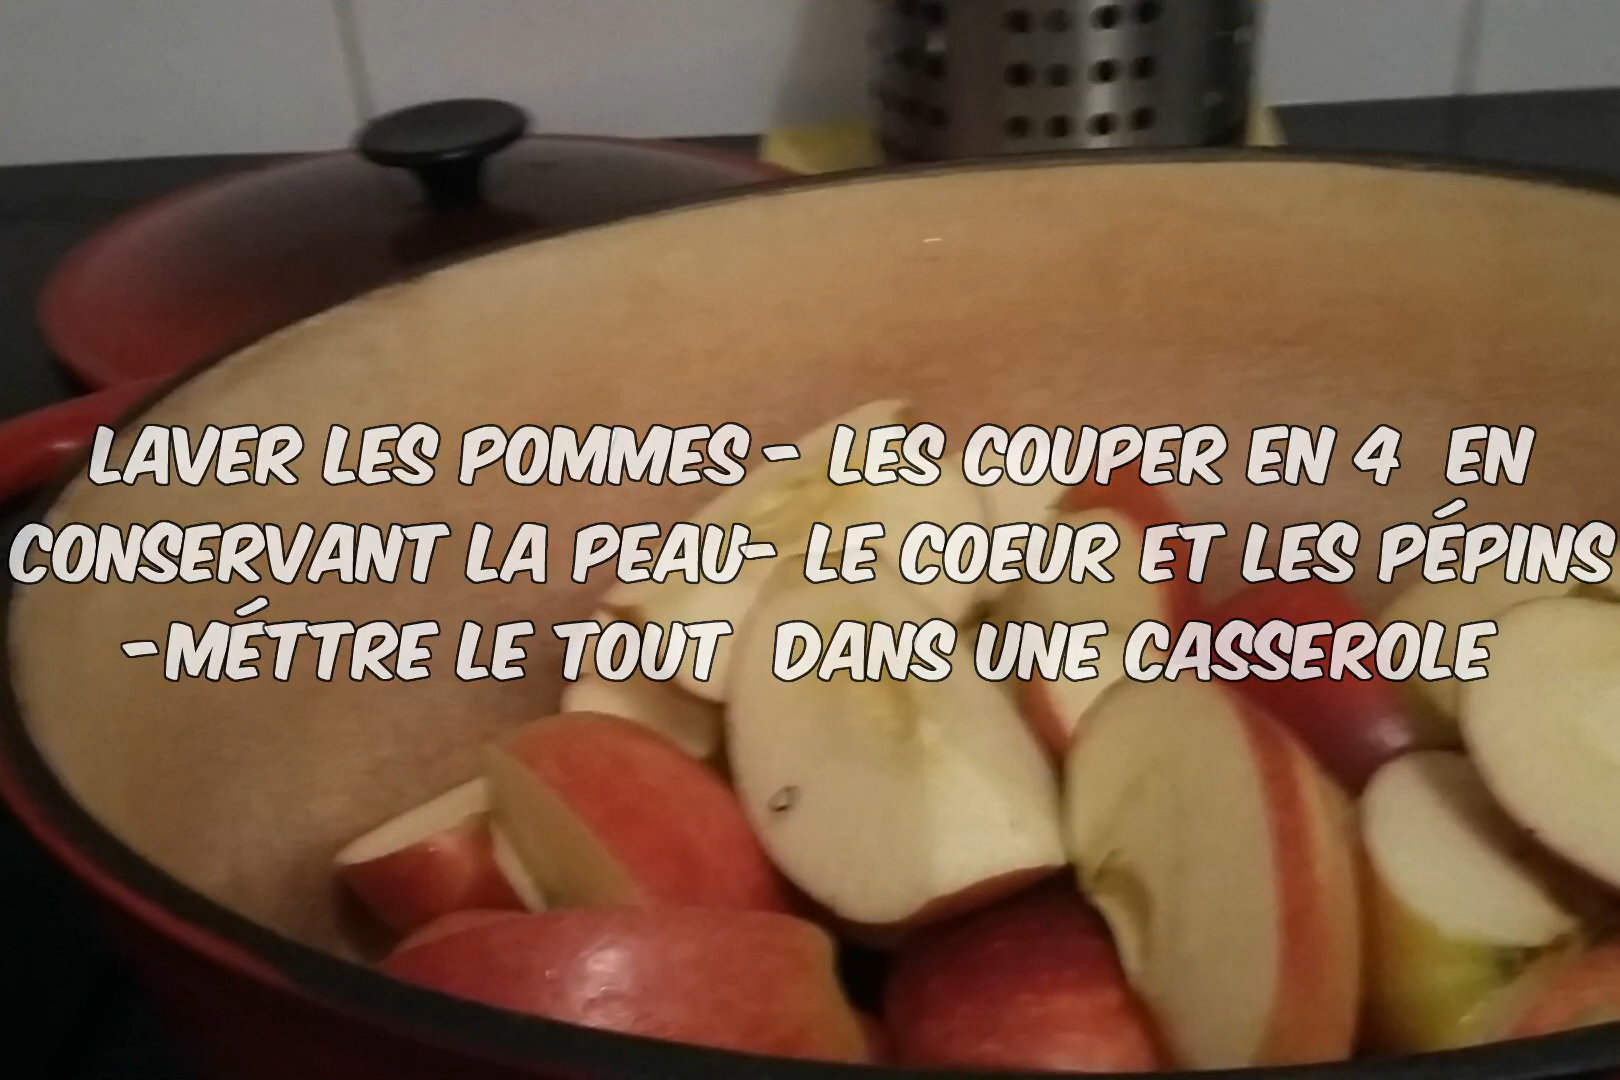 LAVER LES POMMES - LES COUPER EN 4 EN
CONSERVANT LA PEAU- LE COEUR ET LES PÉPINS
-MÉTTRE LE TOUT DANS UNE CASSEROLE